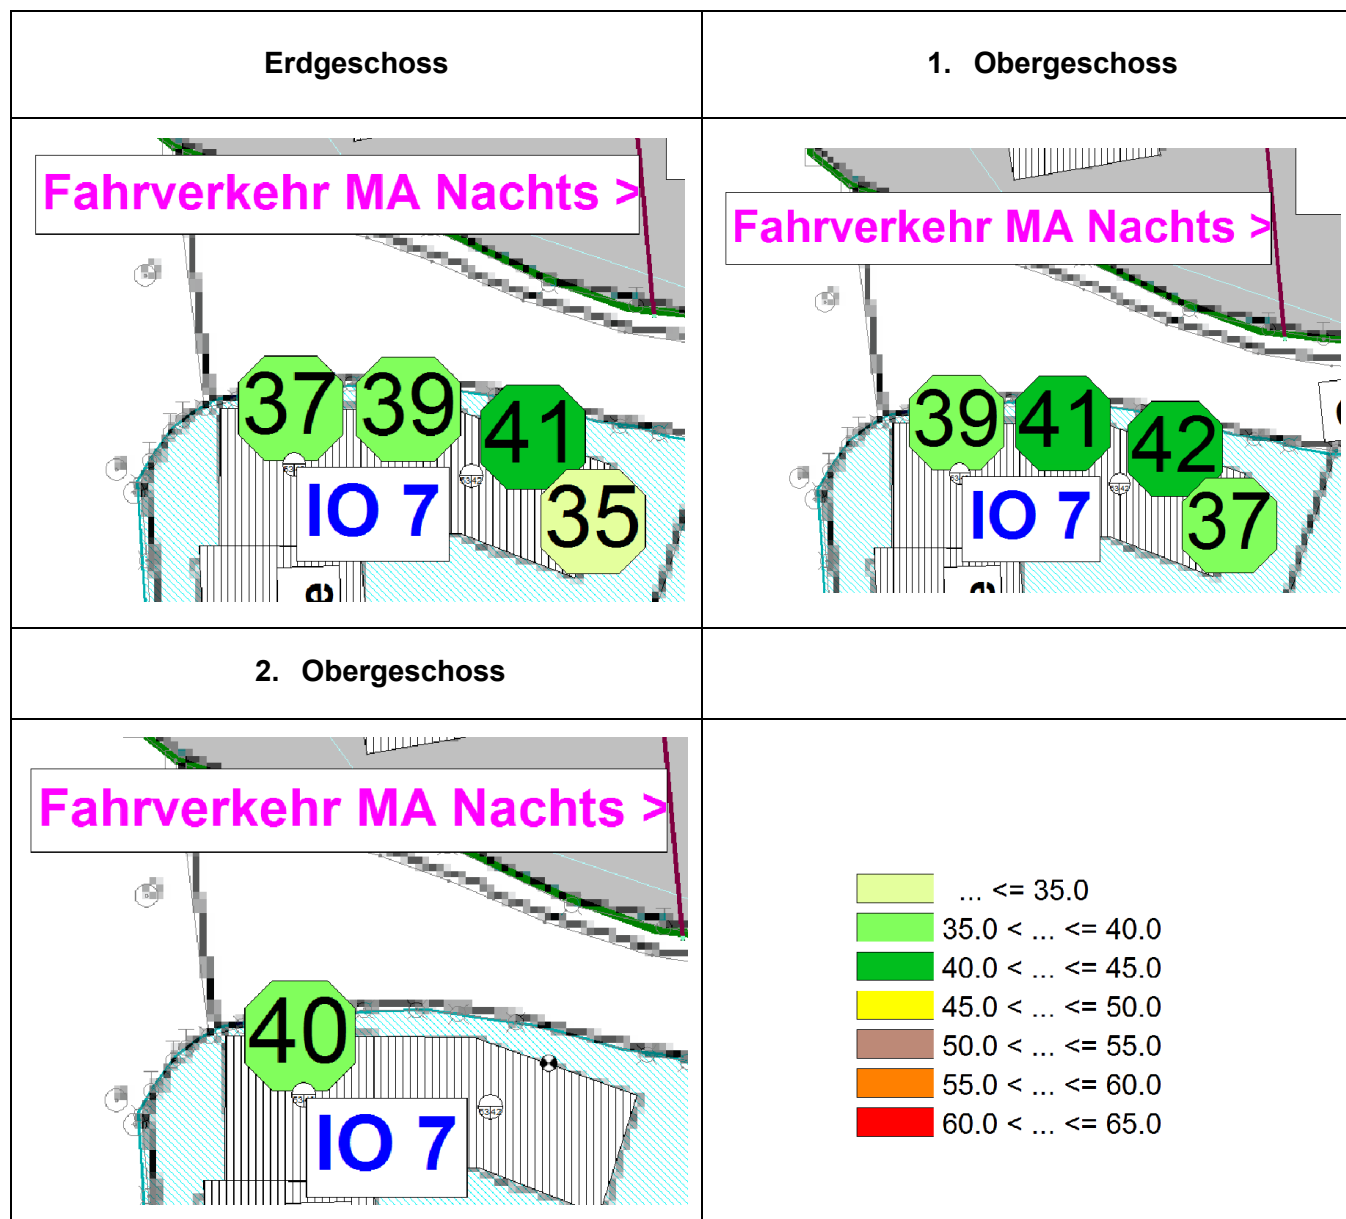 Erdgeschoss
1. Obergeschoss
Fahrverkehr MA Nachts >
37
39
41
35
IO 7
e
Fahrverkehr MA Nachts >
39
41
42
37
IO 7
e
2. Obergeschoss
Fahrverkehr MA Nachts >
40
IO 7
... <= 35.0
35.0 < ... <= 40.0
40.0 < ... <= 45.0
45.0 < ... <= 50.0
50.0 < ... <= 55.0
55.0 < ... <= 60.0
60.0 < ... <= 65.0